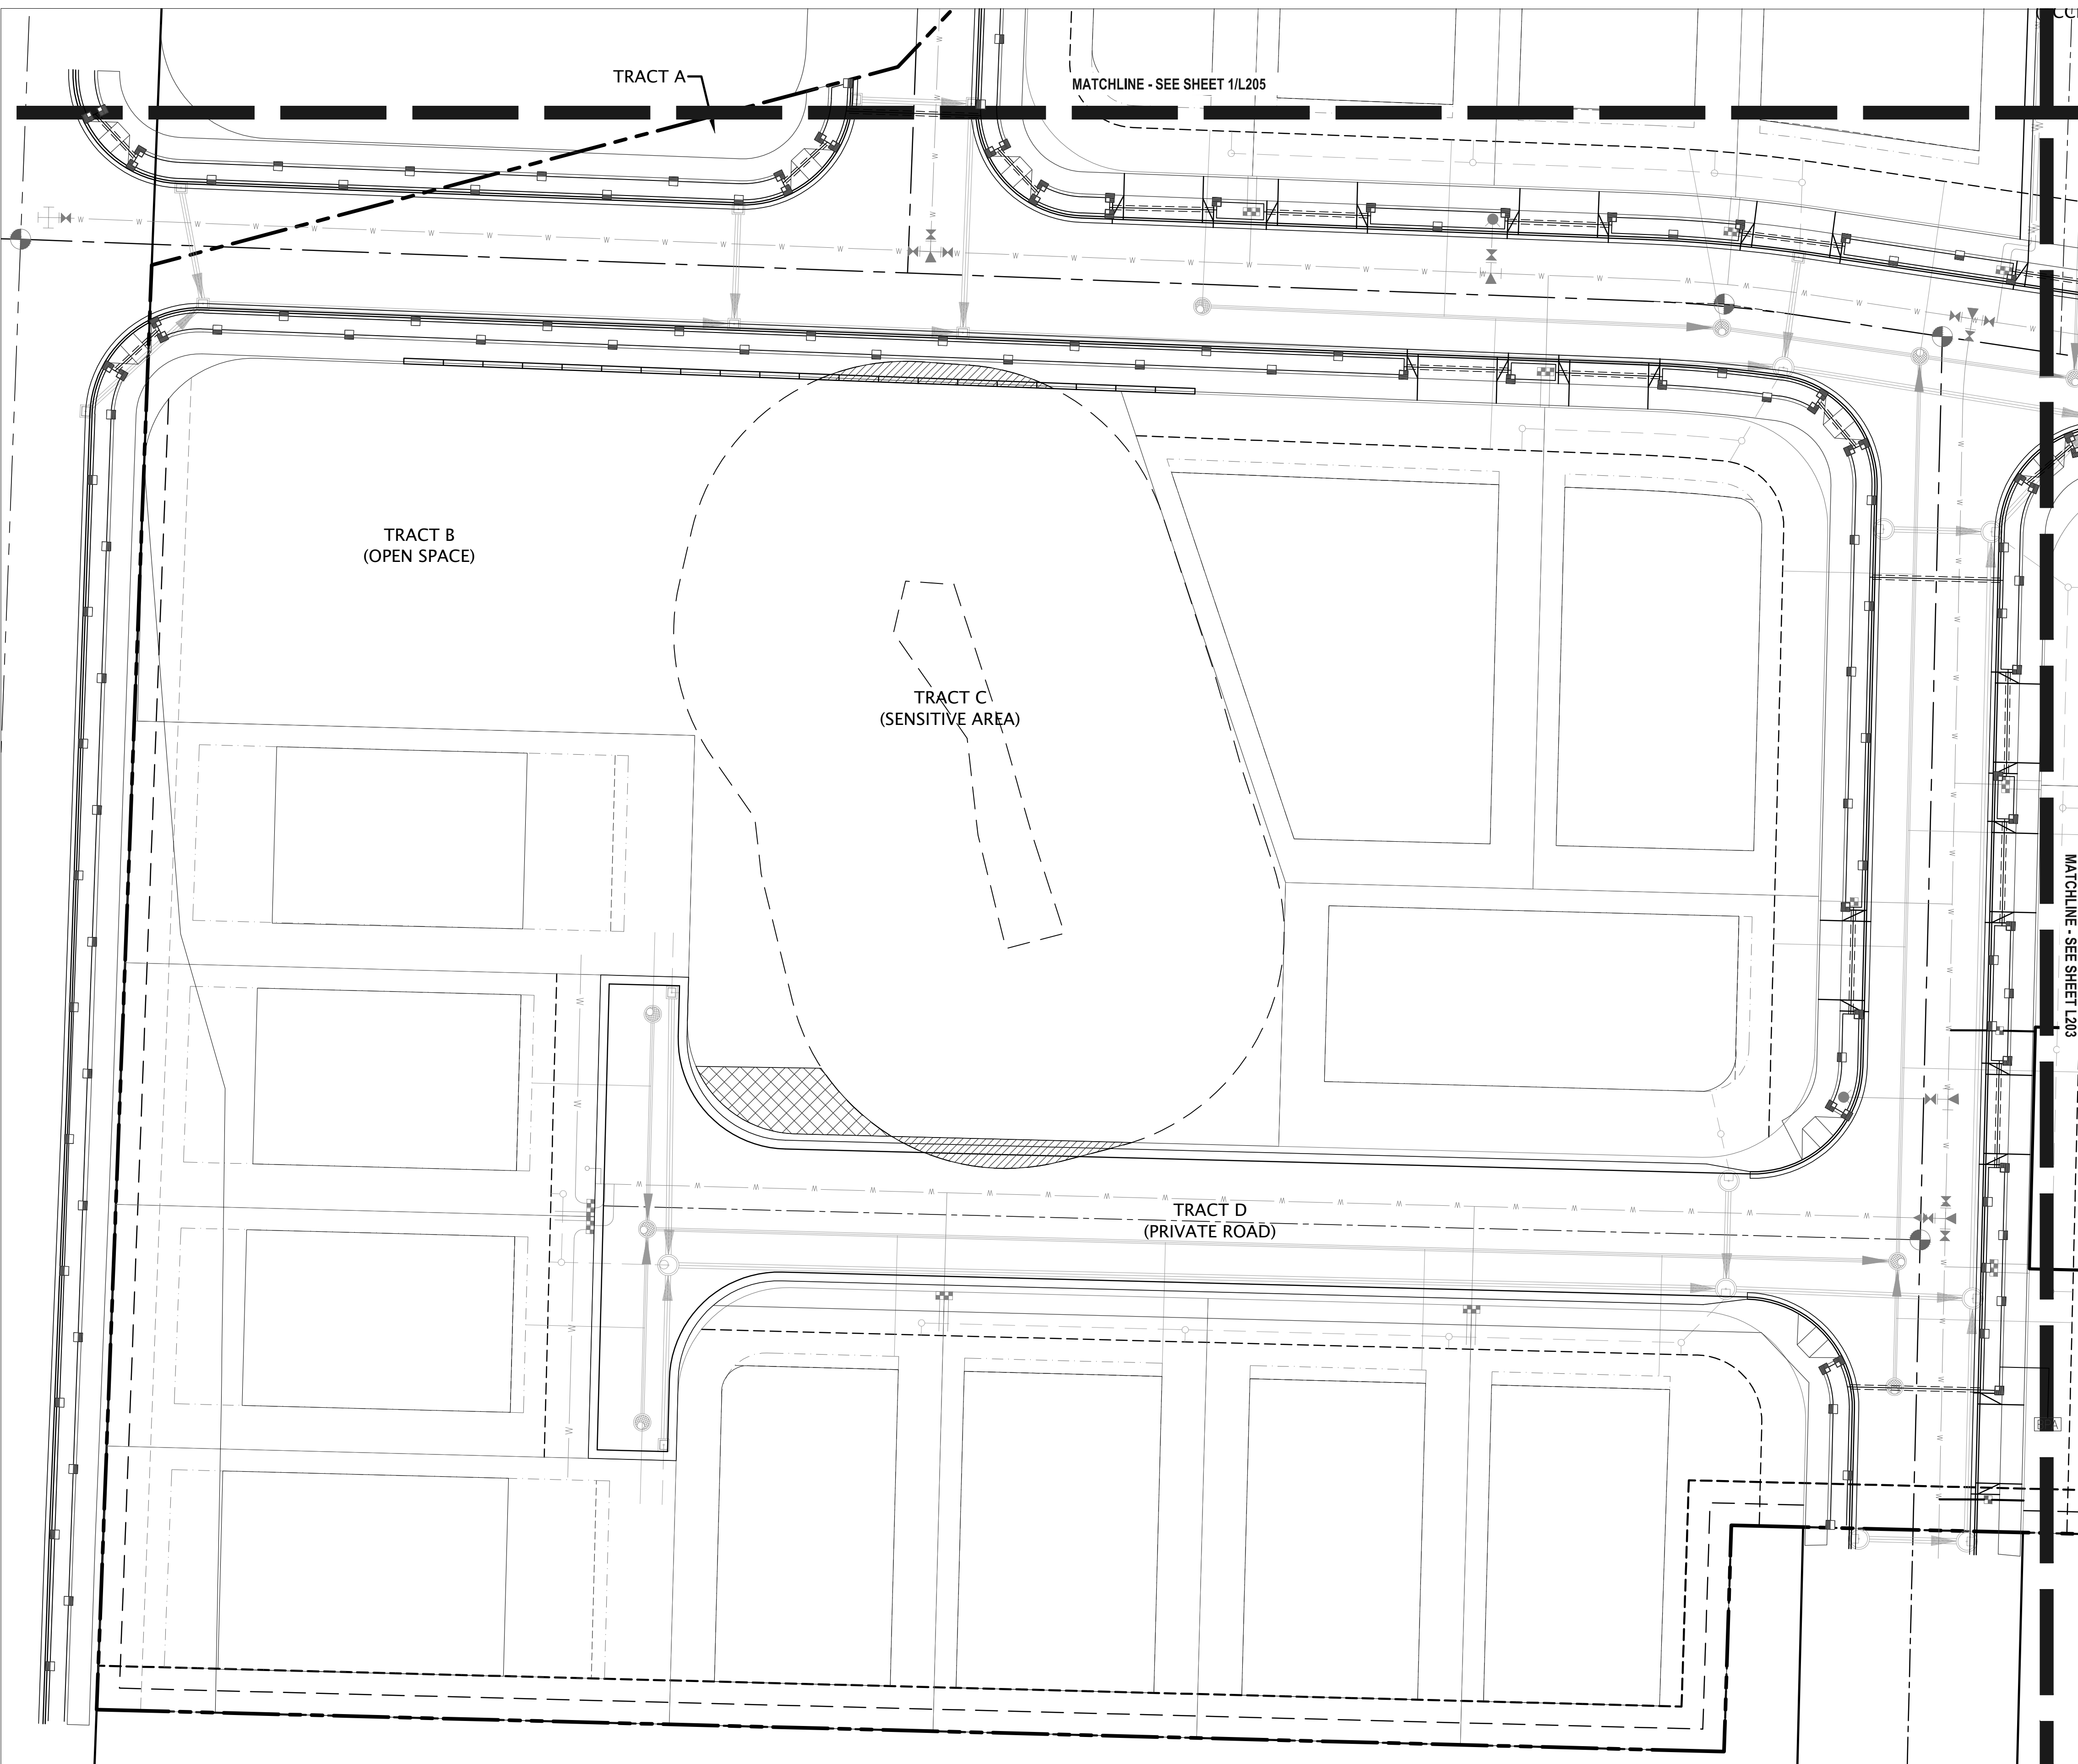 TRACT A
MATCHLINE - SEE SHEET 1/L205
TRACT B
(OPEN SPACE)
TRACT C
(SENSITIVE AREA)
MATCHLINE - SEE SHEET L203
TRACT D
(PRIVATE ROAD)